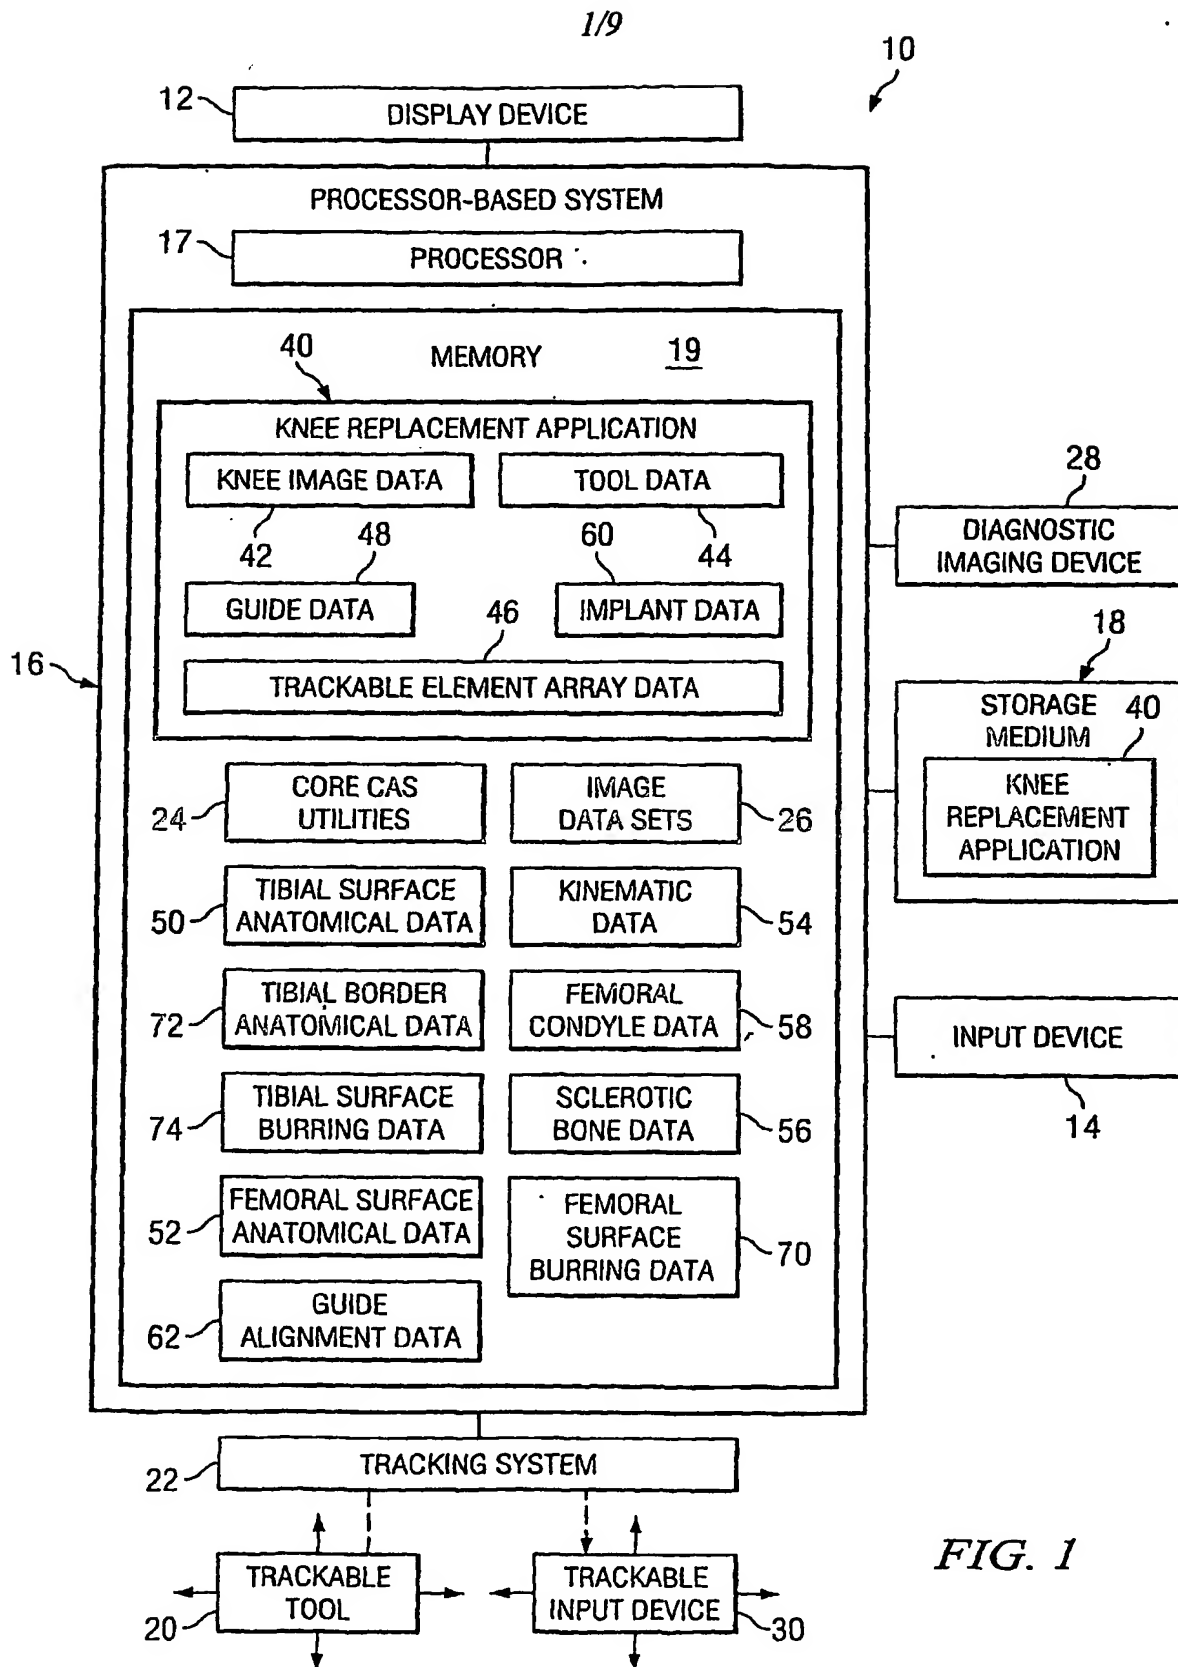 1/9
10
12
DISPLAY DEVICE
PROCESSOR-BASED SYSTEM
17
PROCESSOR
40
MEMORY
19
KNEE REPLACEMENT APPLICATION
KNEE IMAGE DATA
TOOL DATA
42
48
60
44
GUIDE DATA
IMPLANT DATA
46
TRACKABLE ELEMENT ARRAY DATA
16
28
DIAGNOSTIC
IMAGING DEVICE
18
STORAGE
MEDIUM
40
KNEE
REPLACEMENT
APPLICATION
24
CORE CAS
UTILITIES
IMAGE
DATA SETS
26
50
TIBIAL SURFACE
ANATOMICAL DATA
KINEMATIC
DATA
54
72
TIBIAL BORDER
ANATOMICAL DATA
FEMORAL
CONDYLE DATA
58
INPUT DEVICE
14
74
TIBIAL SURFACE
BURRING DATA
SCLEROTIC
BONE DATA
56
52
FEMORAL SURFACE
ANATOMICAL DATA
FEMORAL
SURFACE
BURRING DATA
70
62
GUIDE
ALIGNMENT DATA
22
TRACKING SYSTEM
TRACKABLE
TOOL
20
TRACKABLE
INPUT DEVICE
30
FIG. 1